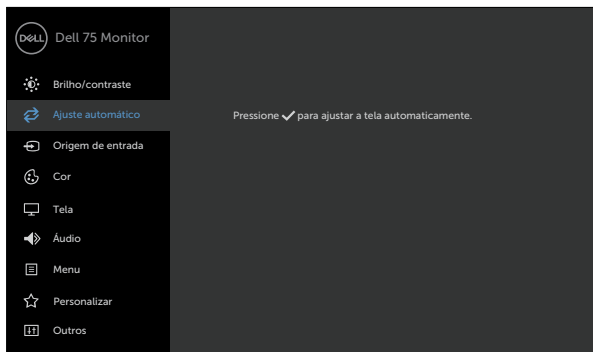 DELL Dell 75 Monitor
Brilho/contraste
Ajuste automático
Pressione para ajustar a tela automaticamente.
Origem de entrada
Cor
Tela
Áudio
Menu
Personalizar
Outros